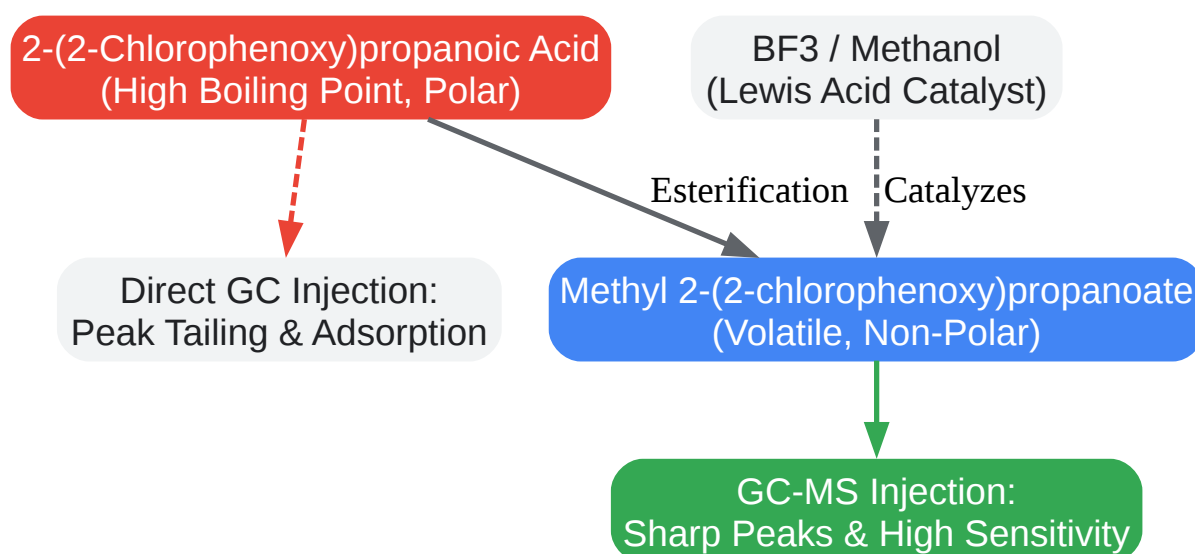 2-(2-Chlorophenoxy)propanoic Acid
(High Boiling Point, Polar)
BF3 / Methanol
(Lewis Acid Catalyst)
Esterification
Catalyzes
Direct GC Injection:
Peak Tailing & Adsorption
Methyl 2-(2-chlorophenoxy)propanoate
(Volatile, Non-Polar)
GC-MS Injection:
Sharp Peaks & High Sensitivity